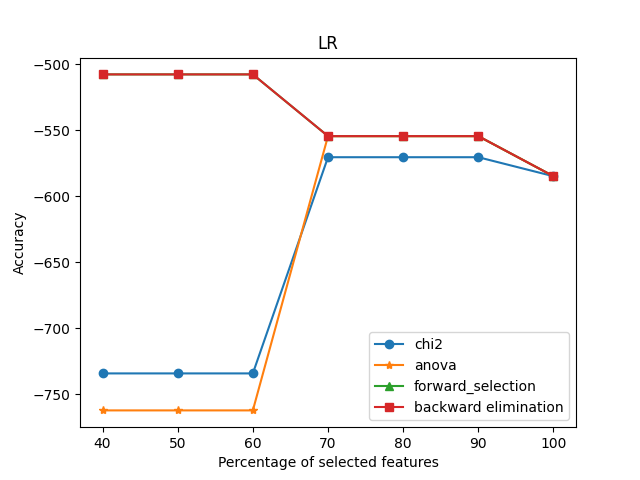 LR
Accuracy
−500
−550
−600
−650
−700
−750
40 50 60 70 80 90 100
Percentage of selected features
chi2
anova
forward_selection
backward elimination